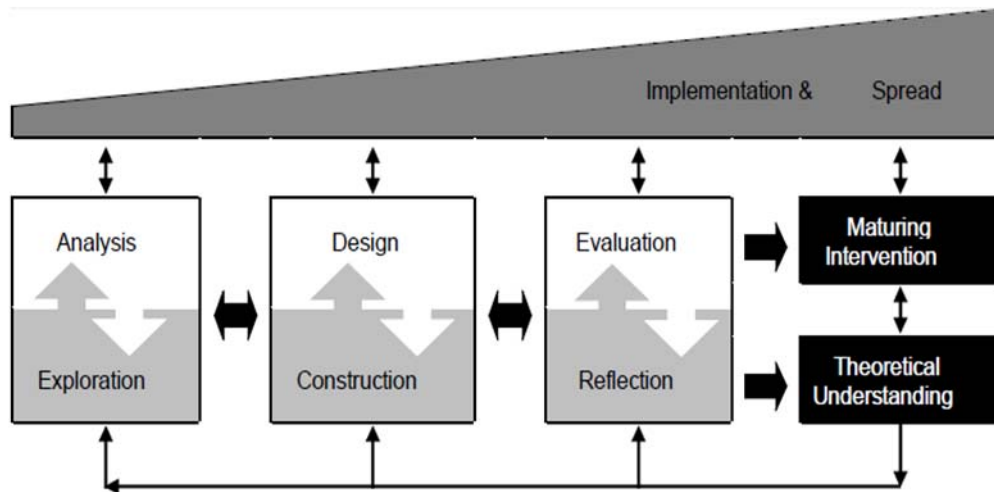 Implementation & Spread
Analysis
Exploration
Design
Construction
Evaluation
Reflection
Maturing
Intervention
Theoretical
Understanding